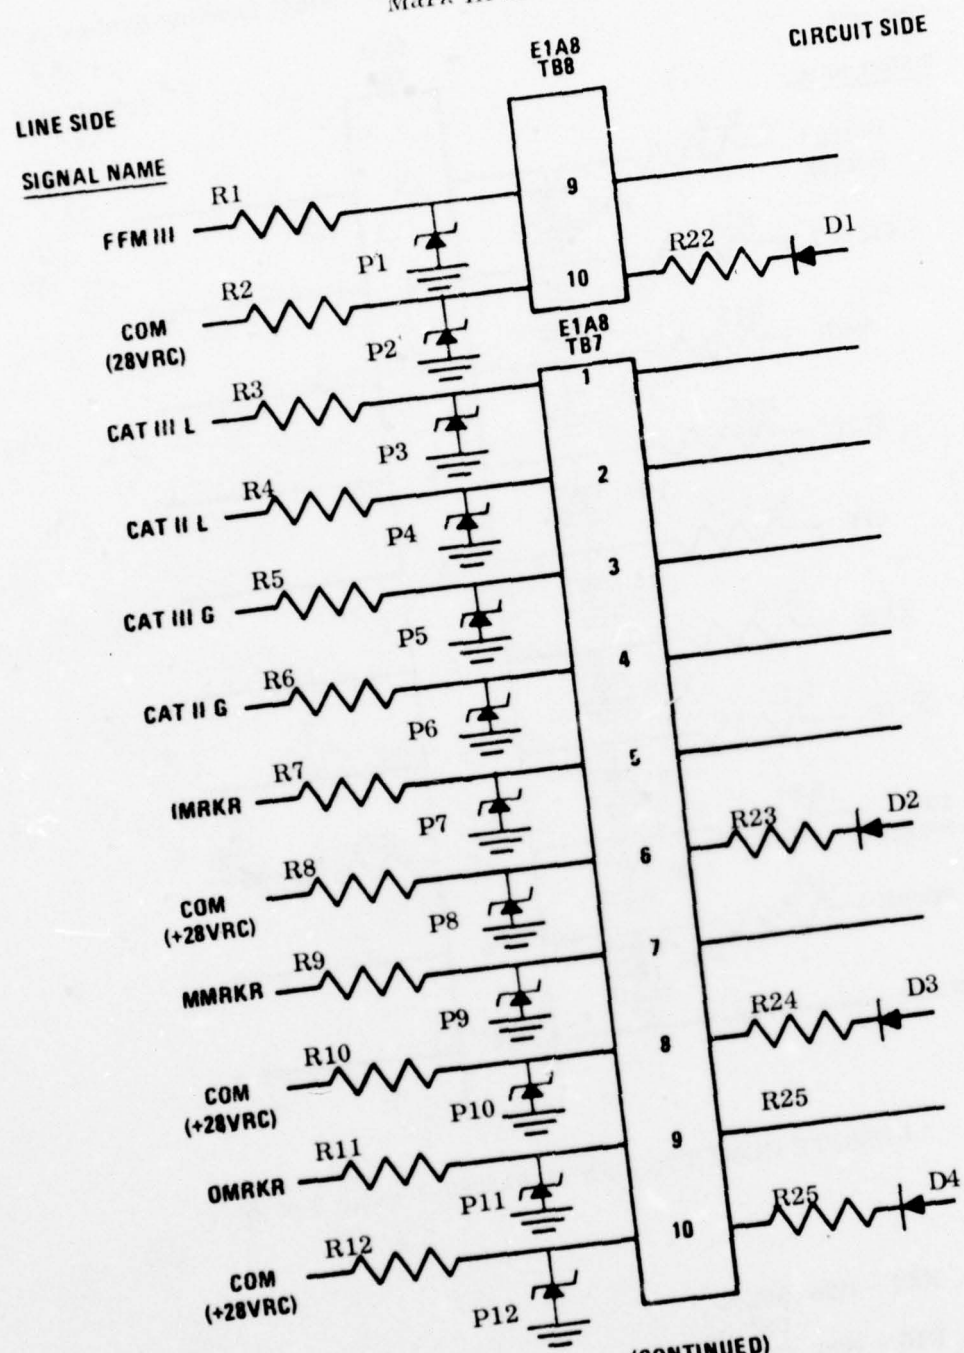 Mark
CIRCUIT SIDE
E1A8
TB8
LINE SIDE
SIGNAL NAME
FFM III
R1
P1
9
COM
(28VRC)
R2
P2
10
R22
D1
E1A8
TB7
CAT III L
R3
P3
1
CAT II L
R4
P4
2
CAT III G
R5
P5
3
CAT II G
R6
P6
4
IMRKR
R7
P7
5
COM
(+28VRC)
R8
P8
6
R23
D2
MMRKR
R9
P9
7
COM
(+28VRC)
R10
P10
8
R24
D3
OMRKR
R11
P11
9
R25
COM
(+28VRC)
R12
P12
10
R25
D4
(CONTINUED)